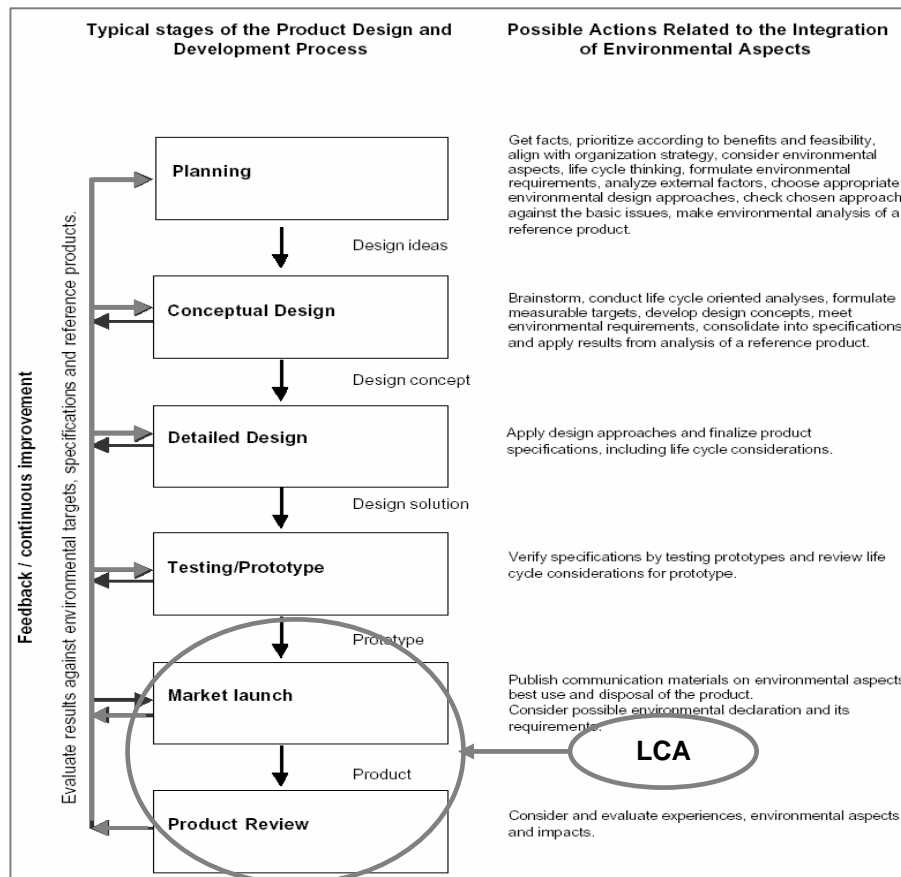 Typical stages of the Product Design and
Development Process
Possible Actions Related to the Integration
of Environmental Aspects
Feedback / continuous improvement
Evaluate results against environmental targets, specifications and reference products.
Planning
Get facts, prioritize according to benefits and feasibility,
align with organization strategy, consider environmental
aspects, life cycle thinking, formulate environmental
requirements, analyze external factors, choose appropriate
environmental design approaches, check chosen approach
against the basic issues, make environmental analysis of a
reference product.
Design ideas
Conceptual Design
Brainstorm, conduct life cycle oriented analyses, formulate
measurable targets, develop design concepts, meet
environmental requirements, consolidate into specifications
and apply results from analysis of a reference product.
Design concept
Detailed Design
Apply design approaches and finalize product
specifications, including life cycle considerations.
Design solution
Testing/Prototype
Verify specifications by testing prototypes and review life
cycle considerations for prototype.
Prototype
Market launch
Publish communication materials on environmental aspects
best use and disposal of the product.
Consider possible environmental declaration and its
requirements.
LCA
Product
Product Review
Consider and evaluate experiences, environmental aspects
and impacts.